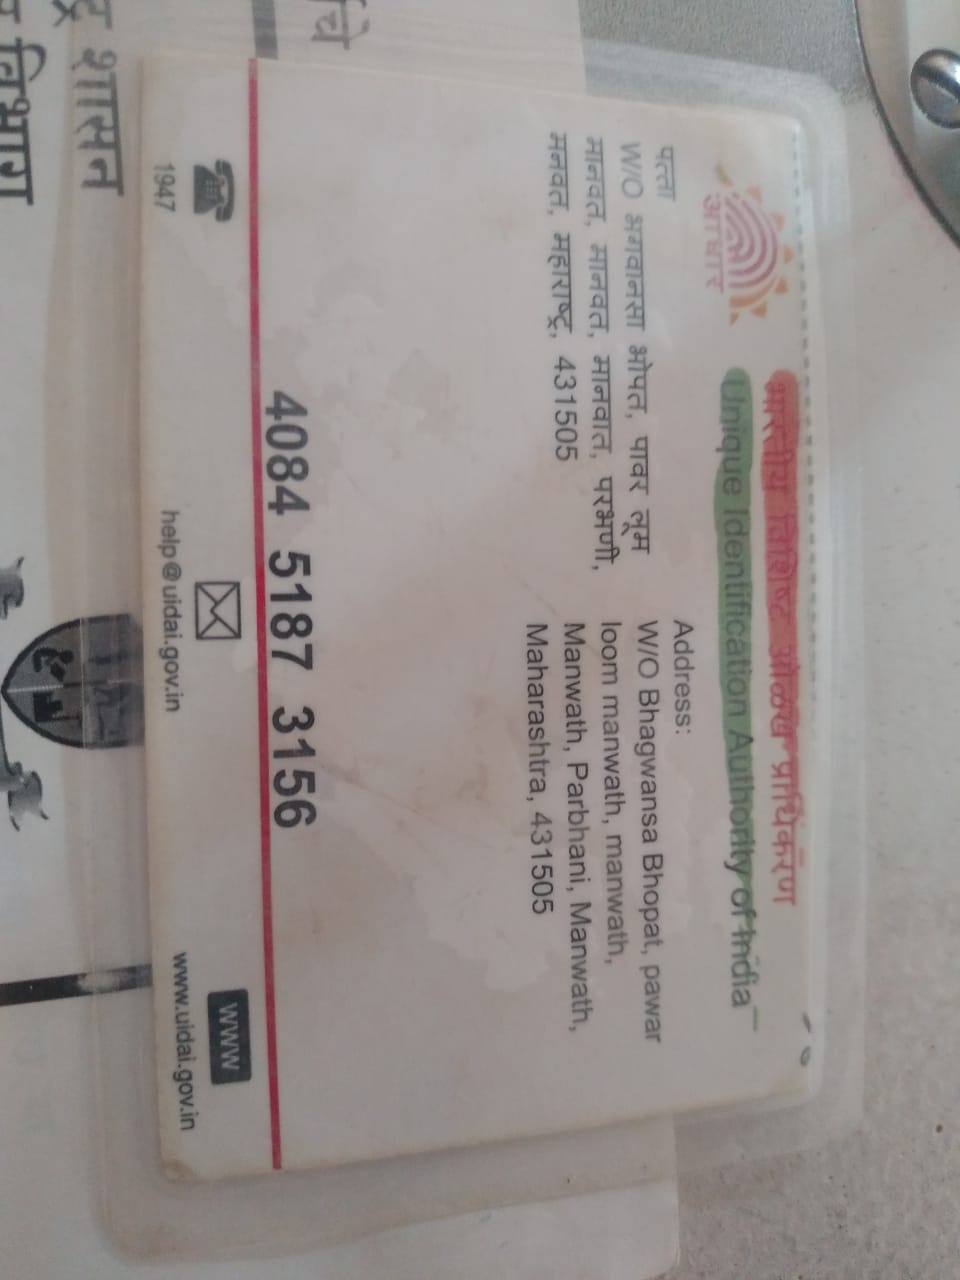 भारतीय विशिष्ट ओळख प्राधिकरण
Unique Identification Authority of India
आधार
पत्ता
W/O भगवानसा भोपत, पावर लूम
मानवत, मानवत, मानवात, परभणी,
मनवत, महाराष्ट्र, 431505
Address:
W/O Bhagwansa Bhopat, pawar
loom manwath, manwath,
Manwath, Parbhani, Manwath,
Maharashtra, 431505
4084 5187 3156
1947
help@uidai.gov.in
www
www.uidai.gov.in
शासन
विभाग